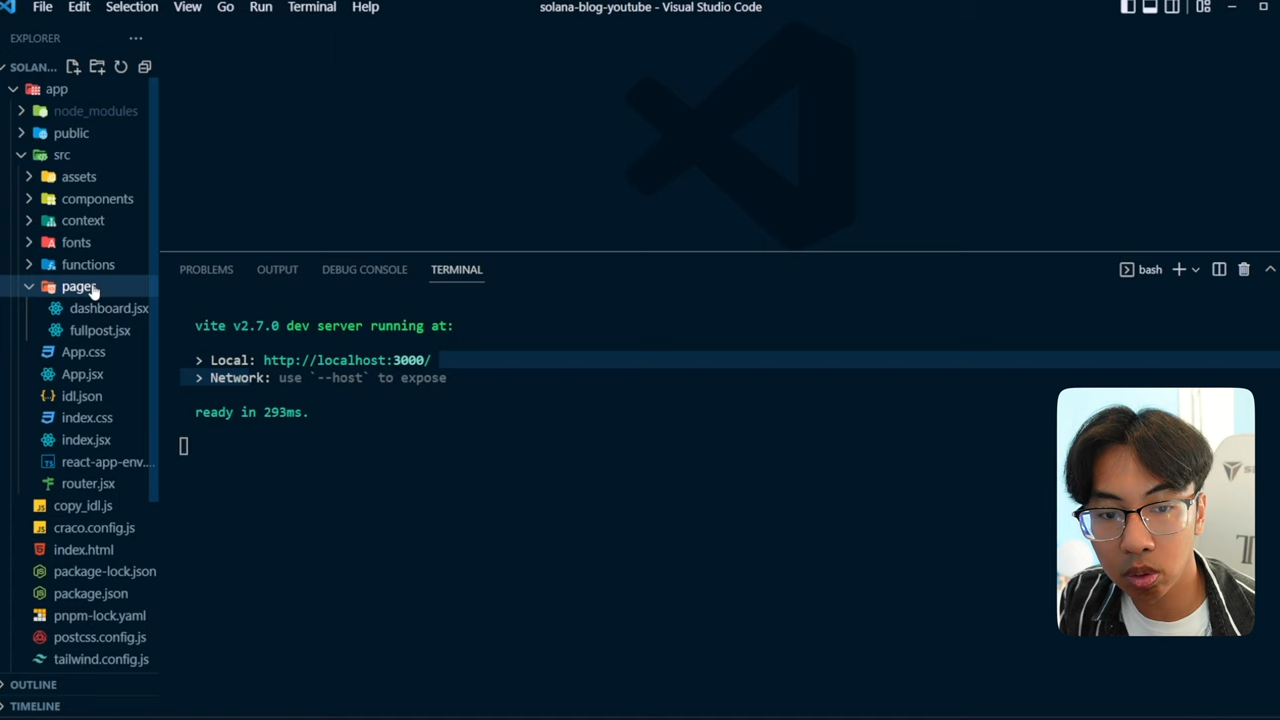 File Edit Selection View Go Run Terminal Help
solana-blog-youtube - Visual Studio Code
EXPLORER
SOLAN...
app
node_modules
public
src
assets
components
context
fonts
functions
pages
dashboard.jsx
fullpost.jsx
App.css
App.jsx
idl.json
index.css
index.jsx
react-app-env....
router.jsx
copy_idl.js
craco.config.js
index.html
package-lock.json
package.json
pnpm-lock.yaml
postcss.config.js
tailwind.config.js
OUTLINE
TIMELINE
PROBLEMS OUTPUT DEBUG CONSOLE TERMINAL
bash
vite v2.7.0 dev server running at:
> Local: http://localhost:3000/
> Network: use `--host` to expose
ready in 293ms.